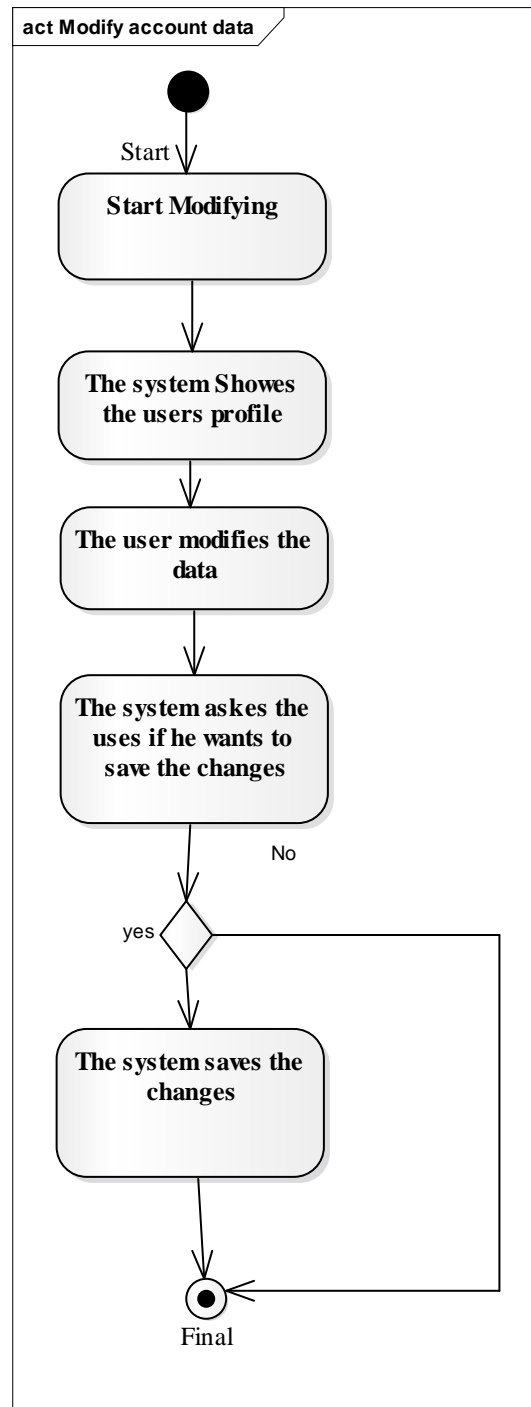 act Modify account data
Start
Start Modifying
The system Showes
the users profile
The user modifies the
data
The system askes the
uses if he wants to
save the changes
No
yes
The system saves the
changes
Final